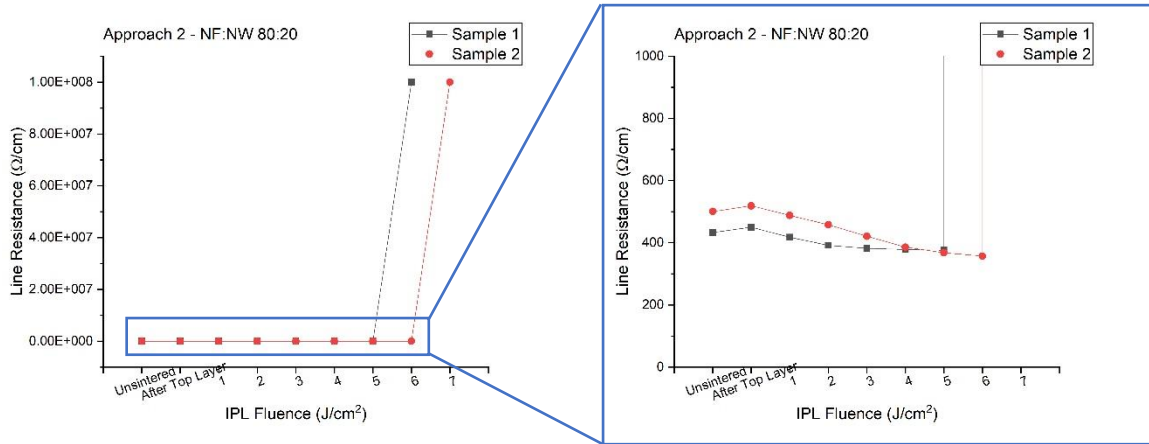 Approach 2 - NF:NW 80:20
Sample 1
Sample 2
1.00E+008
8.00E+007
6.00E+007
4.00E+007
2.00E+007
0.00E+000
Line Resistance (Ω/cm)
Unsintered
After Top Layer
1
2
3
4
5
6
7
IPL Fluence (J/cm²)
Approach 2 - NF:NW 80:20
Sample 1
Sample 2
1000
800
600
400
200
0
Line Resistance (Ω/cm)
Unsintered
After Top Layer
1
2
3
4
5
6
7
IPL Fluence (J/cm²)